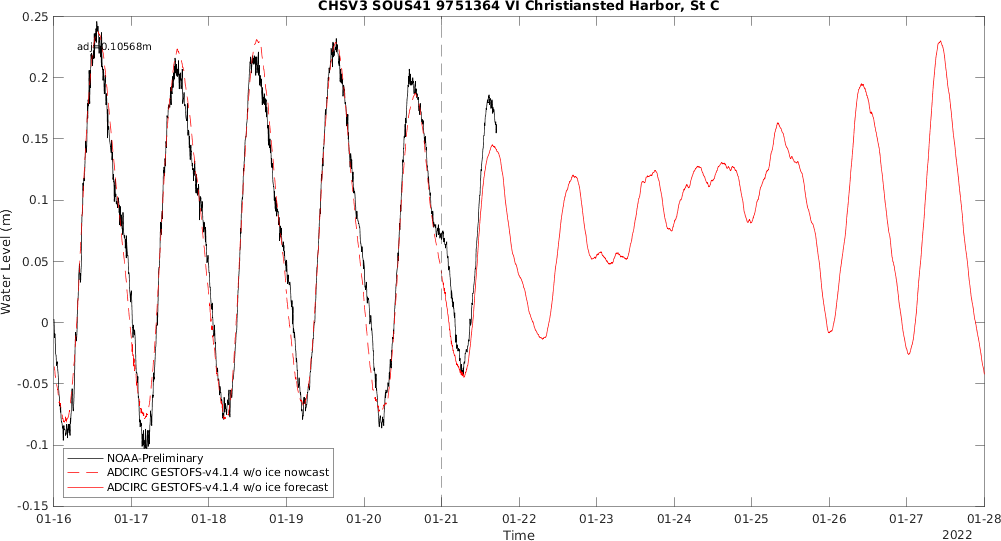 CHSV3 SOUS41 9751364 VI Christiansted Harbor, St C
adj=0.10568m
0.25
0.2
0.15
0.1
0.05
0
-0.05
-0.1
-0.15
Water Level (m)
NOAA-Preliminary
ADCIRC GESTOFS-v4.1.4 w/o ice nowcast
ADCIRC GESTOFS-v4.1.4 w/o ice forecast
01-16 01-17 01-18 01-19 01-20 01-21 01-22 01-23 01-24 01-25 01-26 01-27 01-28
Time
2022